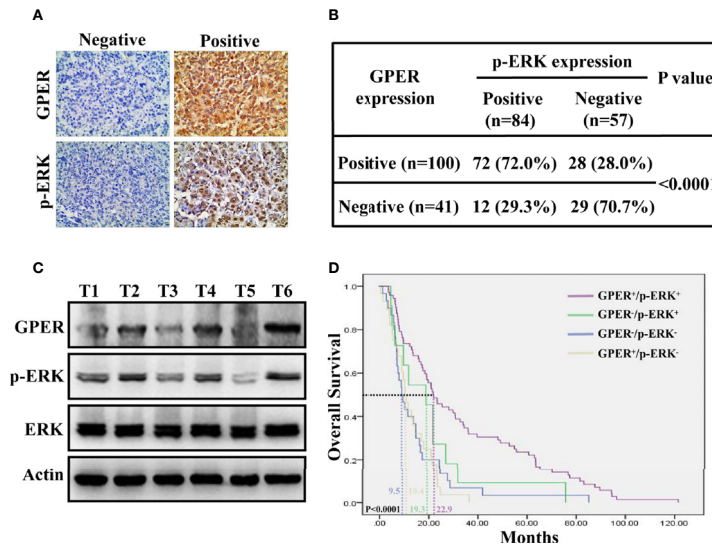 A
Negative Positive
GPER
p-ERK
B
GPER expression
p-ERK expression
P value
Positive (n=84)
Negative (n=57)
Positive (n=100) 72 (72.0%) 28 (28.0%)
<0.0001
Negative (n=41) 12 (29.3%) 29 (70.7%)
C
T1 T2 T3 T4 T5 T6
GPER
p-ERK
ERK
Actin
D
Overall Survival
1.0
0.8
0.6
0.4
0.2
GPER⁺/p-ERK⁺
GPER⁻/p-ERK⁺
GPER⁻/p-ERK⁻
GPER⁺/p-ERK⁻
9.5 10.4
P<0.0001 19.3 22.9
.00 20.00 40.00 60.00 80.00 100.00 120.00
Months